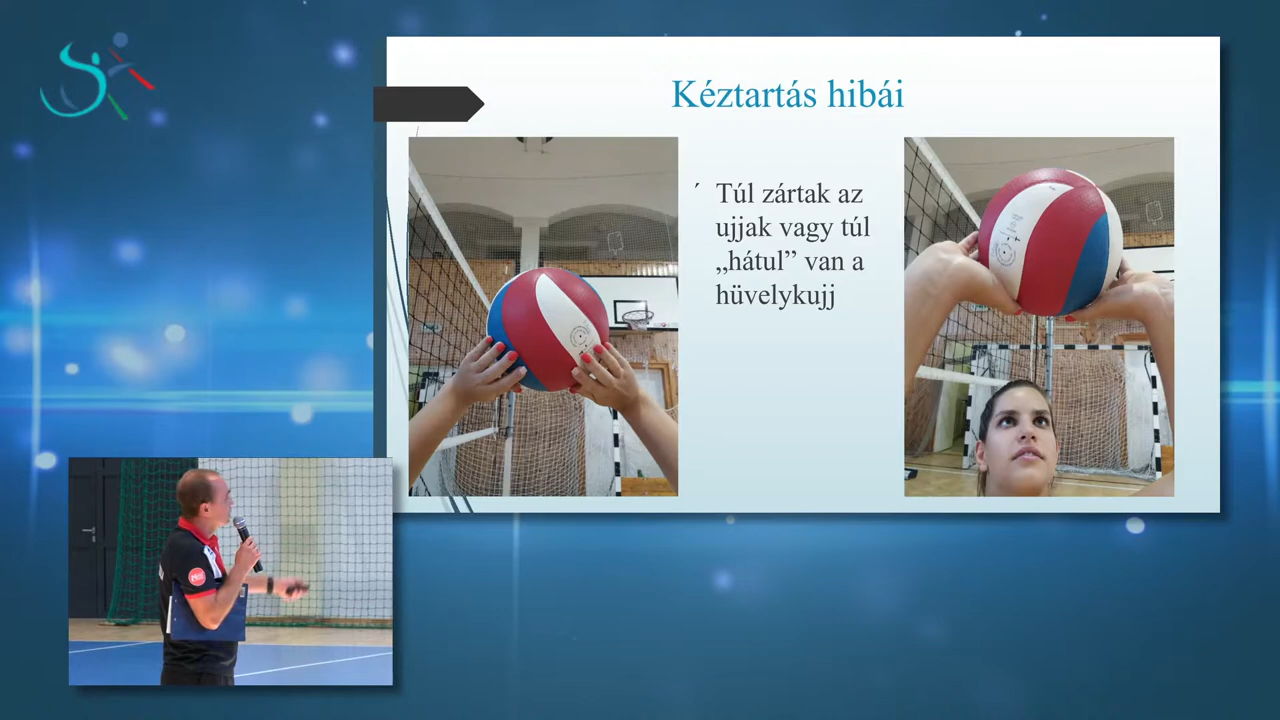 Kéztartás hibái
Túl zártak az
ujjak vagy túl
„hátul” van a
hüvelykujj